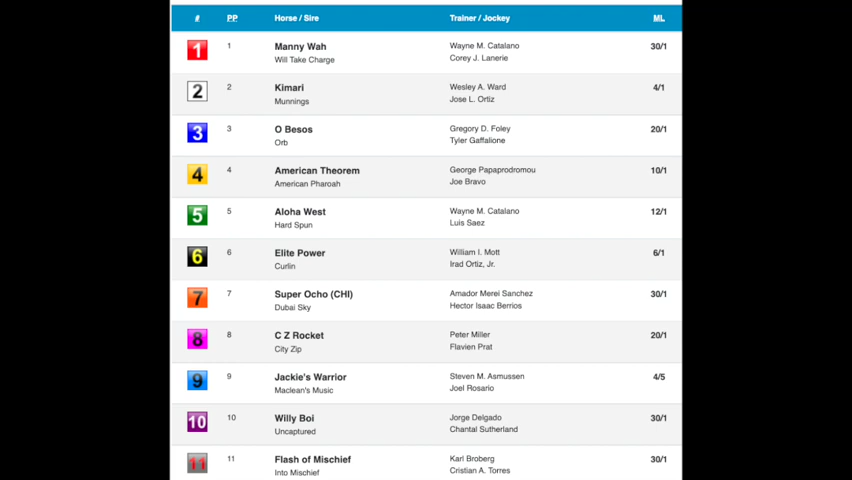 # PP Horse / Sire Trainer / Jockey ML
1 1 Manny Wah Wayne M. Catalano 30/1
Will Take Charge Corey J. Lanerie
2 2 Kimari Wesley A. Ward 4/1
Munnings Jose L. Ortiz
3 3 O Besos Gregory D. Foley 20/1
Orb Tyler Gaffalione
4 4 American Theorem George Papaprodromou 10/1
American Pharoah Joe Bravo
5 5 Aloha West Wayne M. Catalano 12/1
Hard Spun Luis Saez
6 6 Elite Power William I. Mott 6/1
Curlin Irad Ortiz, Jr.
7 7 Super Ocho (CHI) Amador Merei Sanchez 30/1
Dubai Sky Hector Isaac Berrios
8 8 C Z Rocket Peter Miller 20/1
City Zip Flavien Prat
9 9 Jackie's Warrior Steven M. Asmussen 4/5
Maclean's Music Joel Rosario
10 10 Willy Boi Jorge Delgado 30/1
Uncaptured Chantal Sutherland
11 11 Flash of Mischief Karl Broberg 30/1
Into Mischief Cristian A. Torres